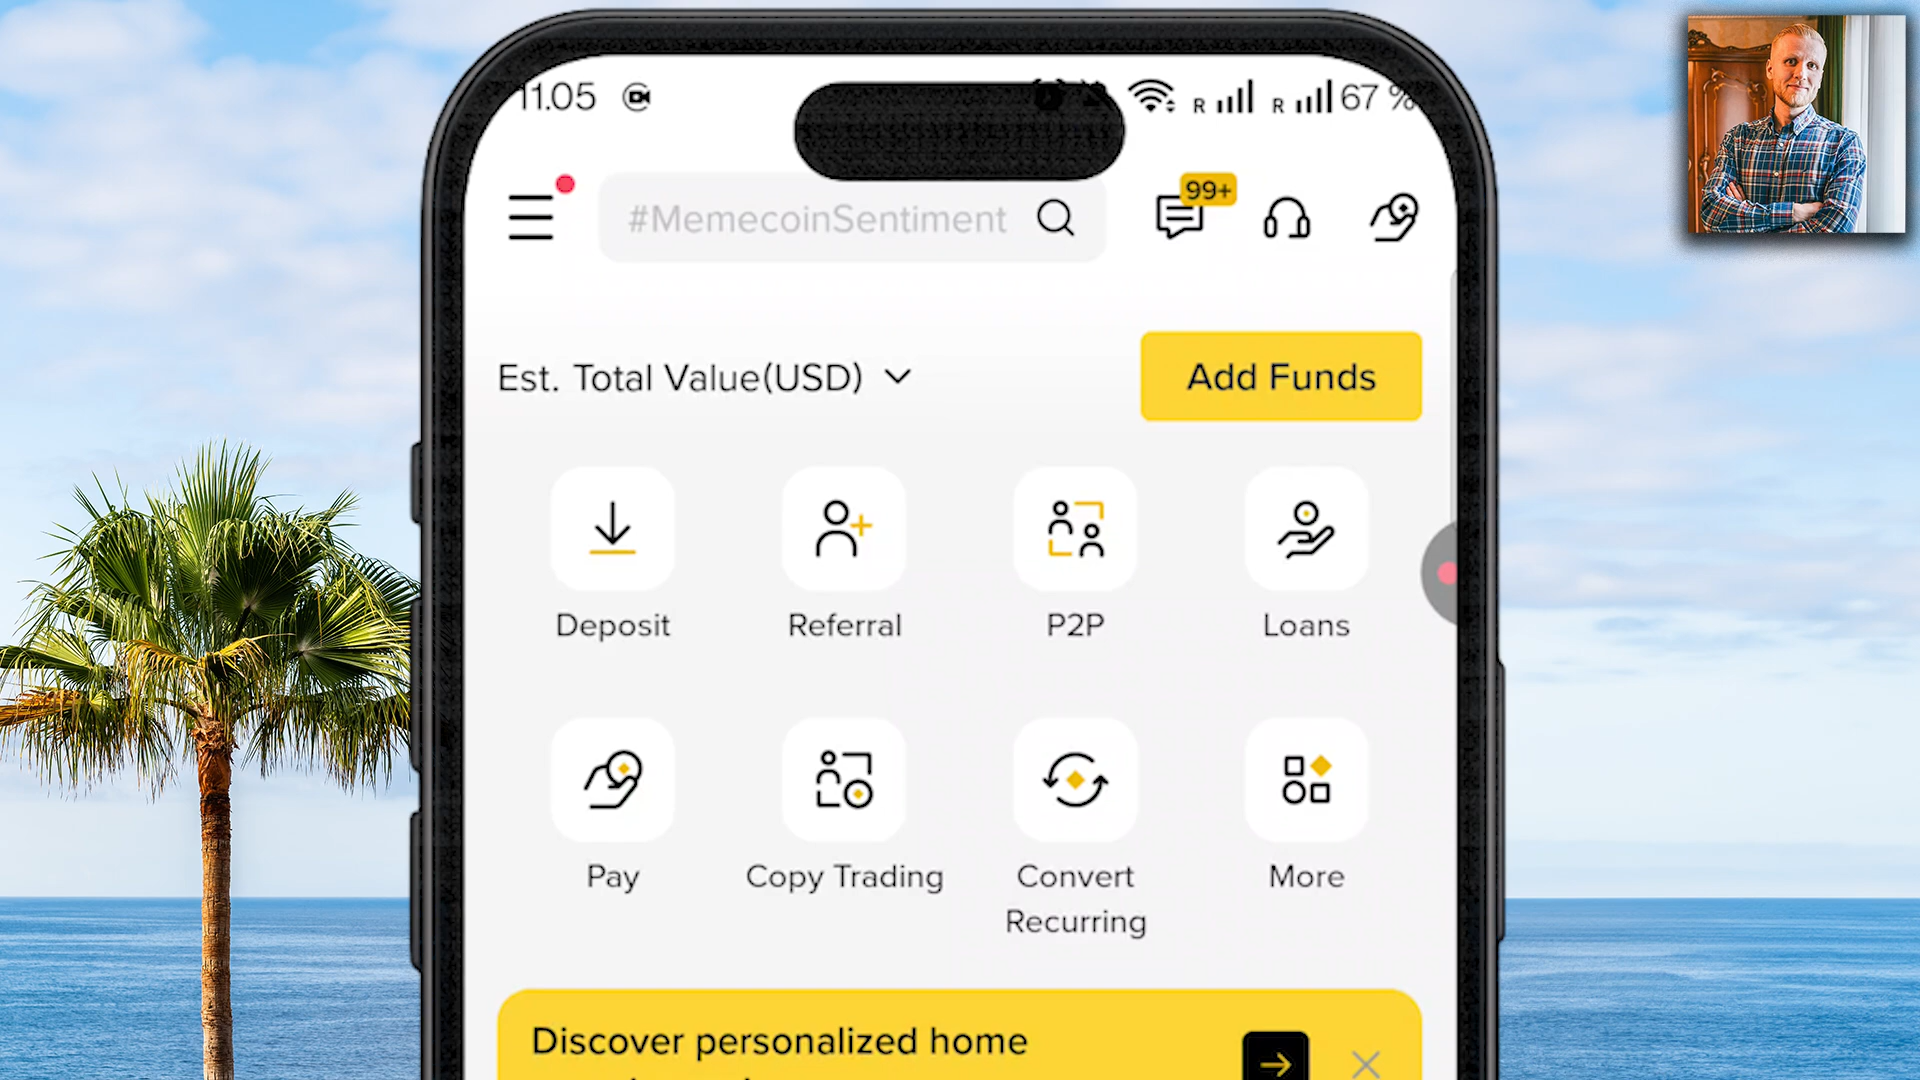 11.05 R R 67 %
#MemecoinSentiment 99+
Est. Total Value(USD) Add Funds
Deposit Referral P2P Loans
Pay Copy Trading Convert Recurring More
Discover personalized home